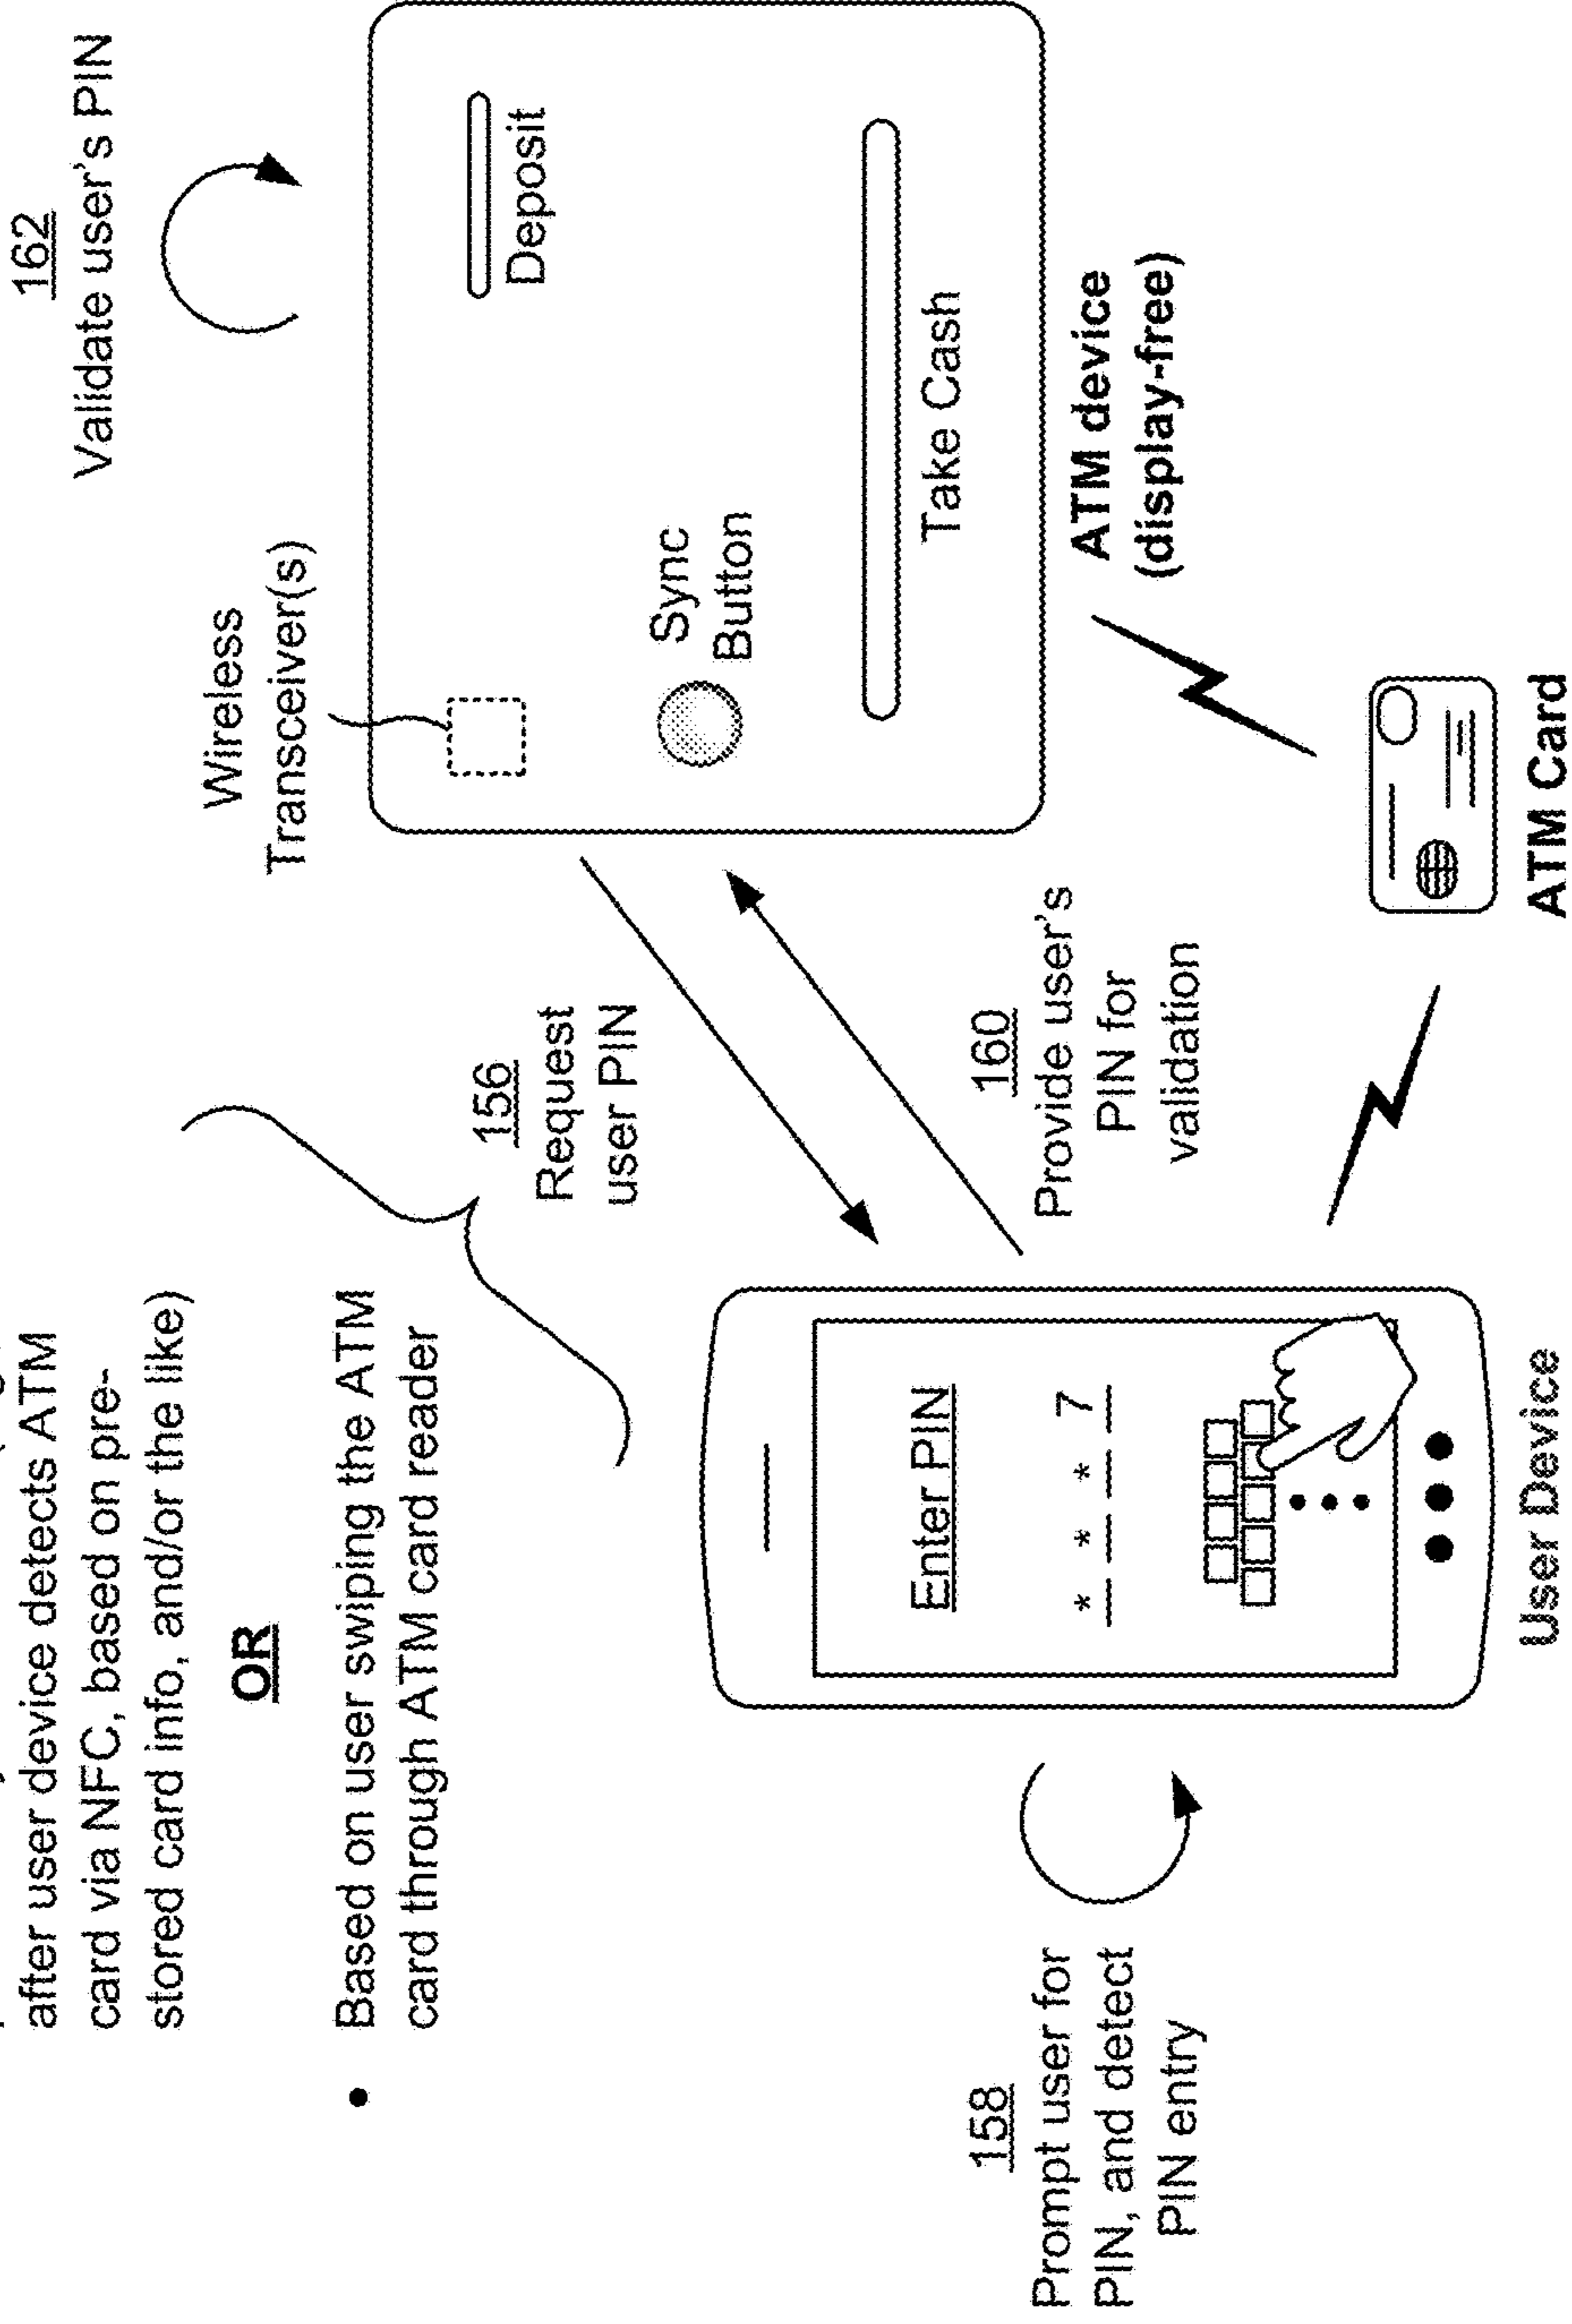 after user device detects ATM
card via NFC, based on pre-
stored card info, and/or the like)
OR
• Based on user swiping the ATM
card through ATM card reader
156
Request
user PIN
162
Validate user's PIN
Wireless
Transceiver(s)
Deposit
Sync
Button
Take Cash
ATM device
(display-free)
158
Prompt user for
PIN, and detect
PIN entry
Enter PIN
* * * 7
User Device
160
Provide user's
PIN for
validation
ATM Card